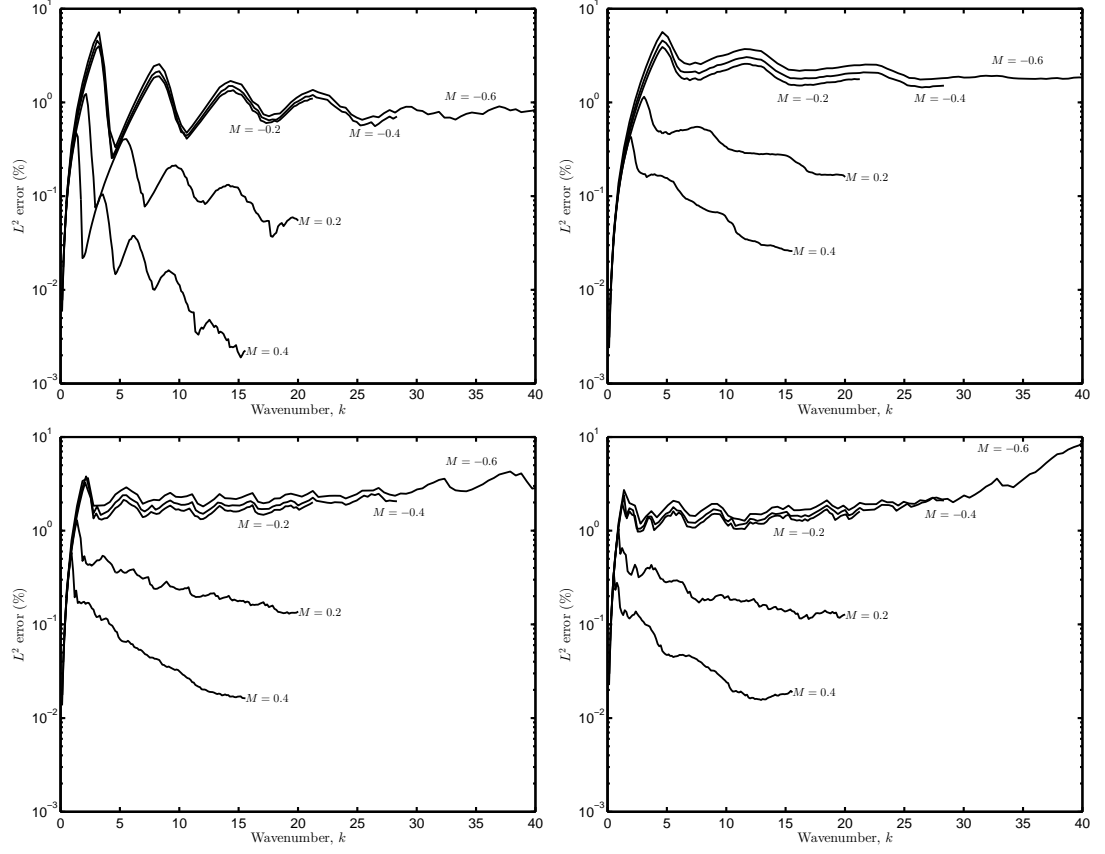 10^1
10^0
10^−1
10^−2
10^−3
L^2 error (%)
0 5 10 15 20 25 30 35 40
Wavenumber, k
M = −0.6
M = −0.2
M = −0.4
M = 0.2
M = 0.4
10^1
10^0
10^−1
10^−2
10^−3
L^2 error (%)
0 5 10 15 20 25 30 35 40
Wavenumber, k
M = −0.6
M = −0.2
M = −0.4
M = 0.2
M = 0.4
10^1
10^0
10^−1
10^−2
10^−3
L^2 error (%)
0 5 10 15 20 25 30 35 40
Wavenumber, k
M = −0.6
M = −0.2
M = −0.4
M = 0.2
M = 0.4
10^1
10^0
10^−1
10^−2
10^−3
L^2 error (%)
0 5 10 15 20 25 30 35 40
Wavenumber, k
M = −0.6
M = −0.4
M = −0.2
M = 0.2
M = 0.4